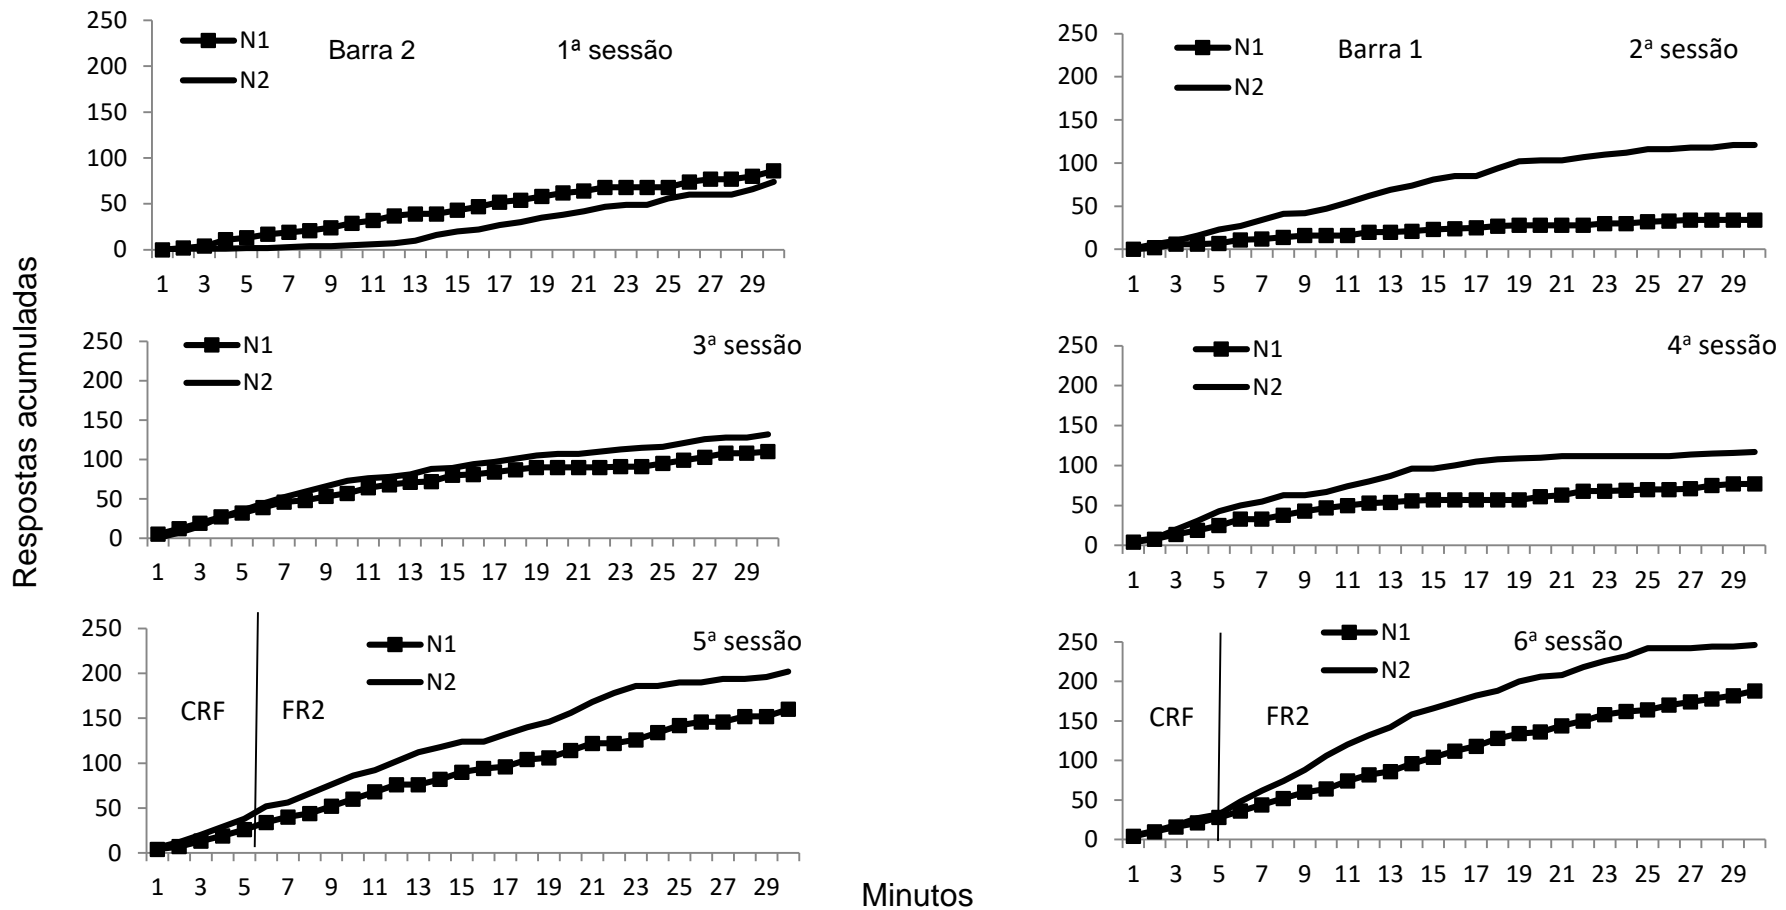 Respostas acumuladas
250
200
150
100
50
0
N1
N2
Barra 2
1ª sessão
1 3 5 7 9 11 13 15 17 19 21 23 25 27 29
250
200
150
100
50
0
N1
N2
Barra 1
2ª sessão
1 3 5 7 9 11 13 15 17 19 21 23 25 27 29
250
200
150
100
50
0
N1
N2
3ª sessão
1 3 5 7 9 11 13 15 17 19 21 23 25 27 29
250
200
150
100
50
0
N1
N2
4ª sessão
1 3 5 7 9 11 13 15 17 19 21 23 25 27 29
250
200
150
100
50
0
N1
N2
5ª sessão
CRF
FR2
1 3 5 7 9 11 13 15 17 19 21 23 25 27 29
250
200
150
100
50
0
N1
N2
6ª sessão
CRF
FR2
1 3 5 7 9 11 13 15 17 19 21 23 25 27 29
Minutos